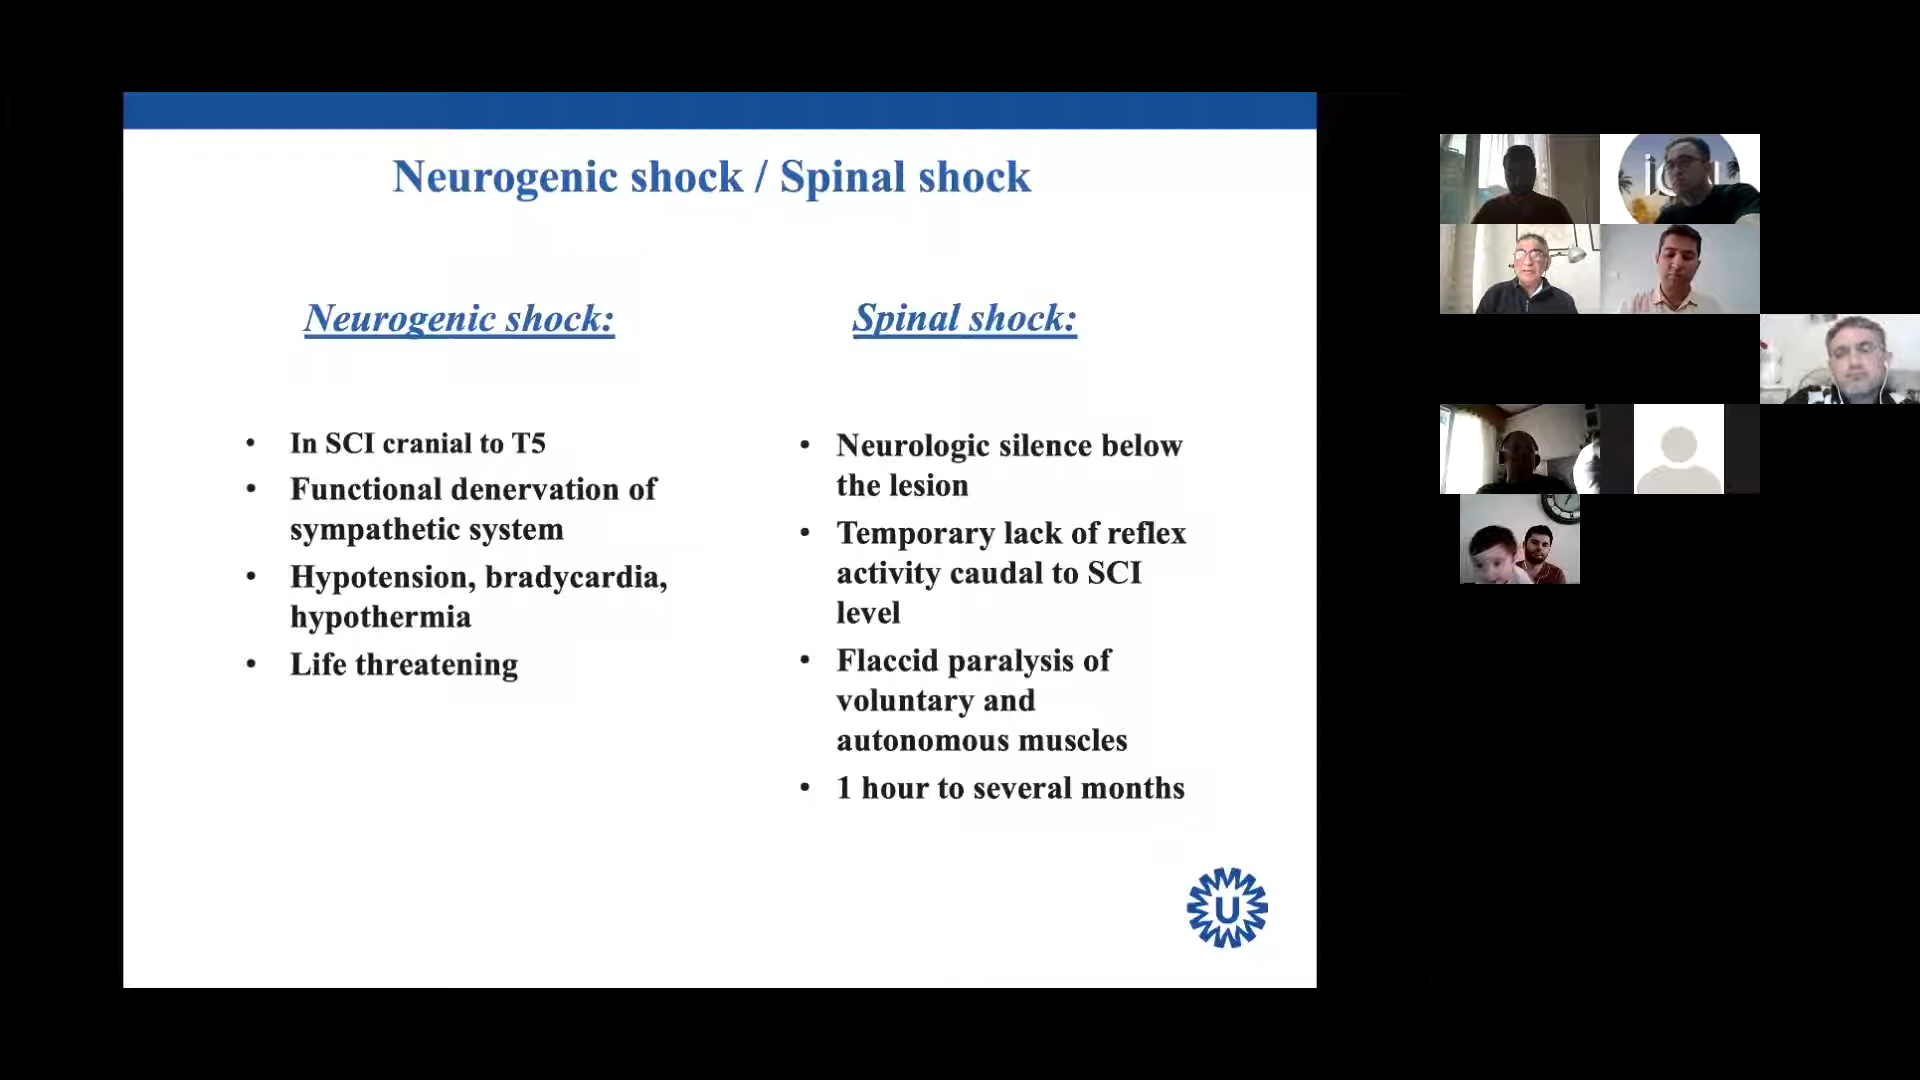 Neurogenic shock / Spinal shock
Neurogenic shock:
• In SCI cranial to T5
• Functional denervation of
sympathetic system
• Hypotension, bradycardia,
hypothermia
• Life threatening
Spinal shock:
• Neurologic silence below
the lesion
• Temporary lack of reflex
activity caudal to SCI
level
• Flaccid paralysis of
voluntary and
autonomous muscles
• 1 hour to several months
U